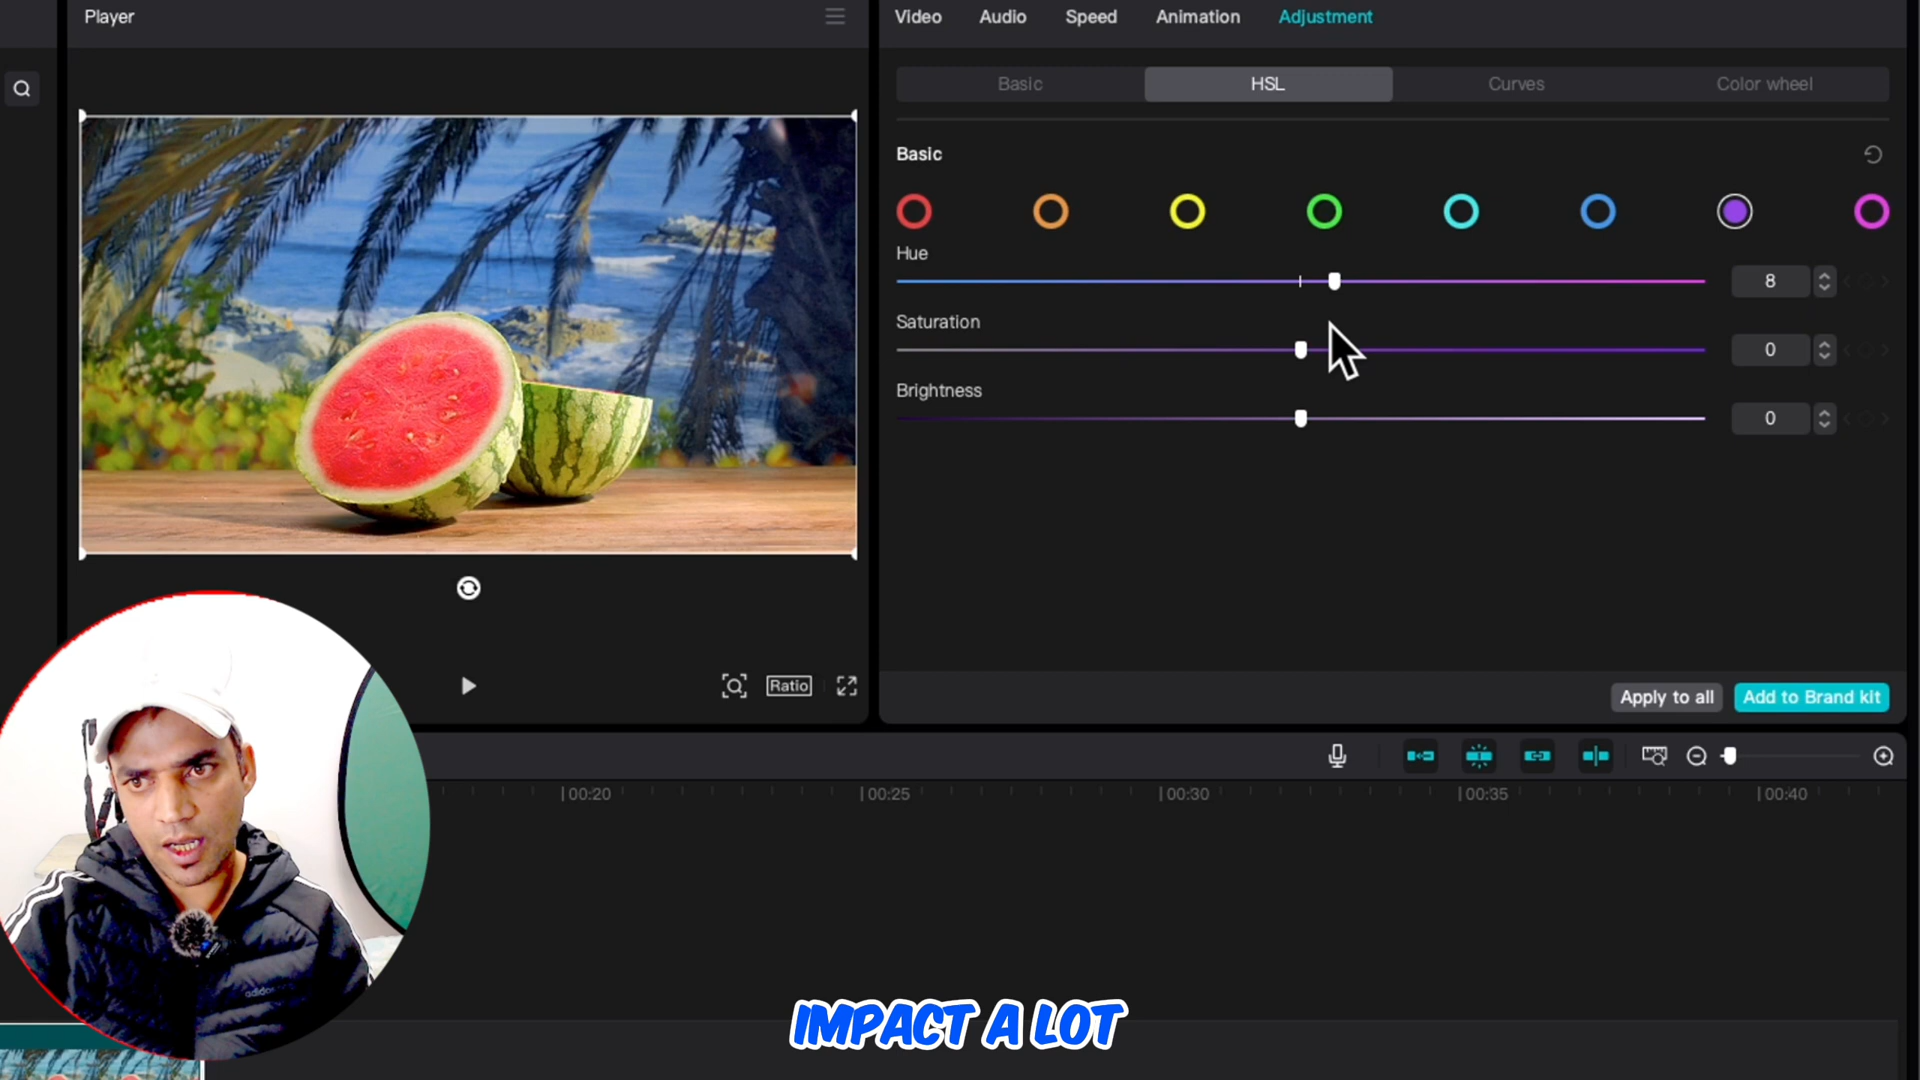 Player
Video Audio Speed Animation Adjustment
Basic HSL Curves Color wheel
Basic
Hue
8
Saturation
0
Brightness
0
Ratio
Apply to all Add to Brand kit
00:20 00:25 00:30 00:35 00:40
adidas
IMPACT A LOT